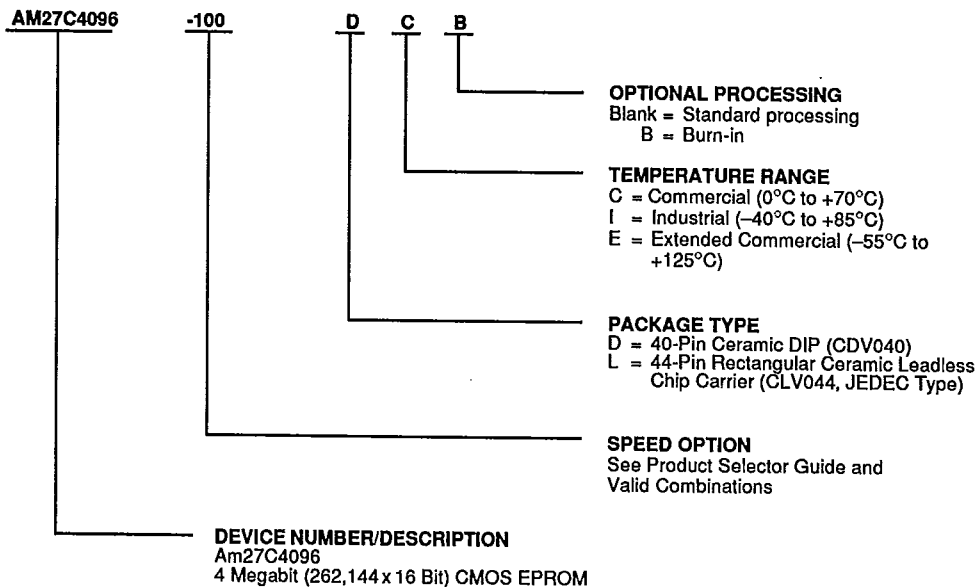 AM27C4096 -100 D C B
OPTIONAL PROCESSING
Blank = Standard processing
B = Burn-in
TEMPERATURE RANGE
C = Commercial (0°C to +70°C)
I = Industrial (–40°C to +85°C)
E = Extended Commercial (–55°C to
+125°C)
PACKAGE TYPE
D = 40-Pin Ceramic DIP (CDV040)
L = 44-Pin Rectangular Ceramic Leadless
Chip Carrier (CLV044, JEDEC Type)
SPEED OPTION
See Product Selector Guide and
Valid Combinations
DEVICE NUMBER/DESCRIPTION
Am27C4096
4 Megabit (262,144 x 16 Bit) CMOS EPROM